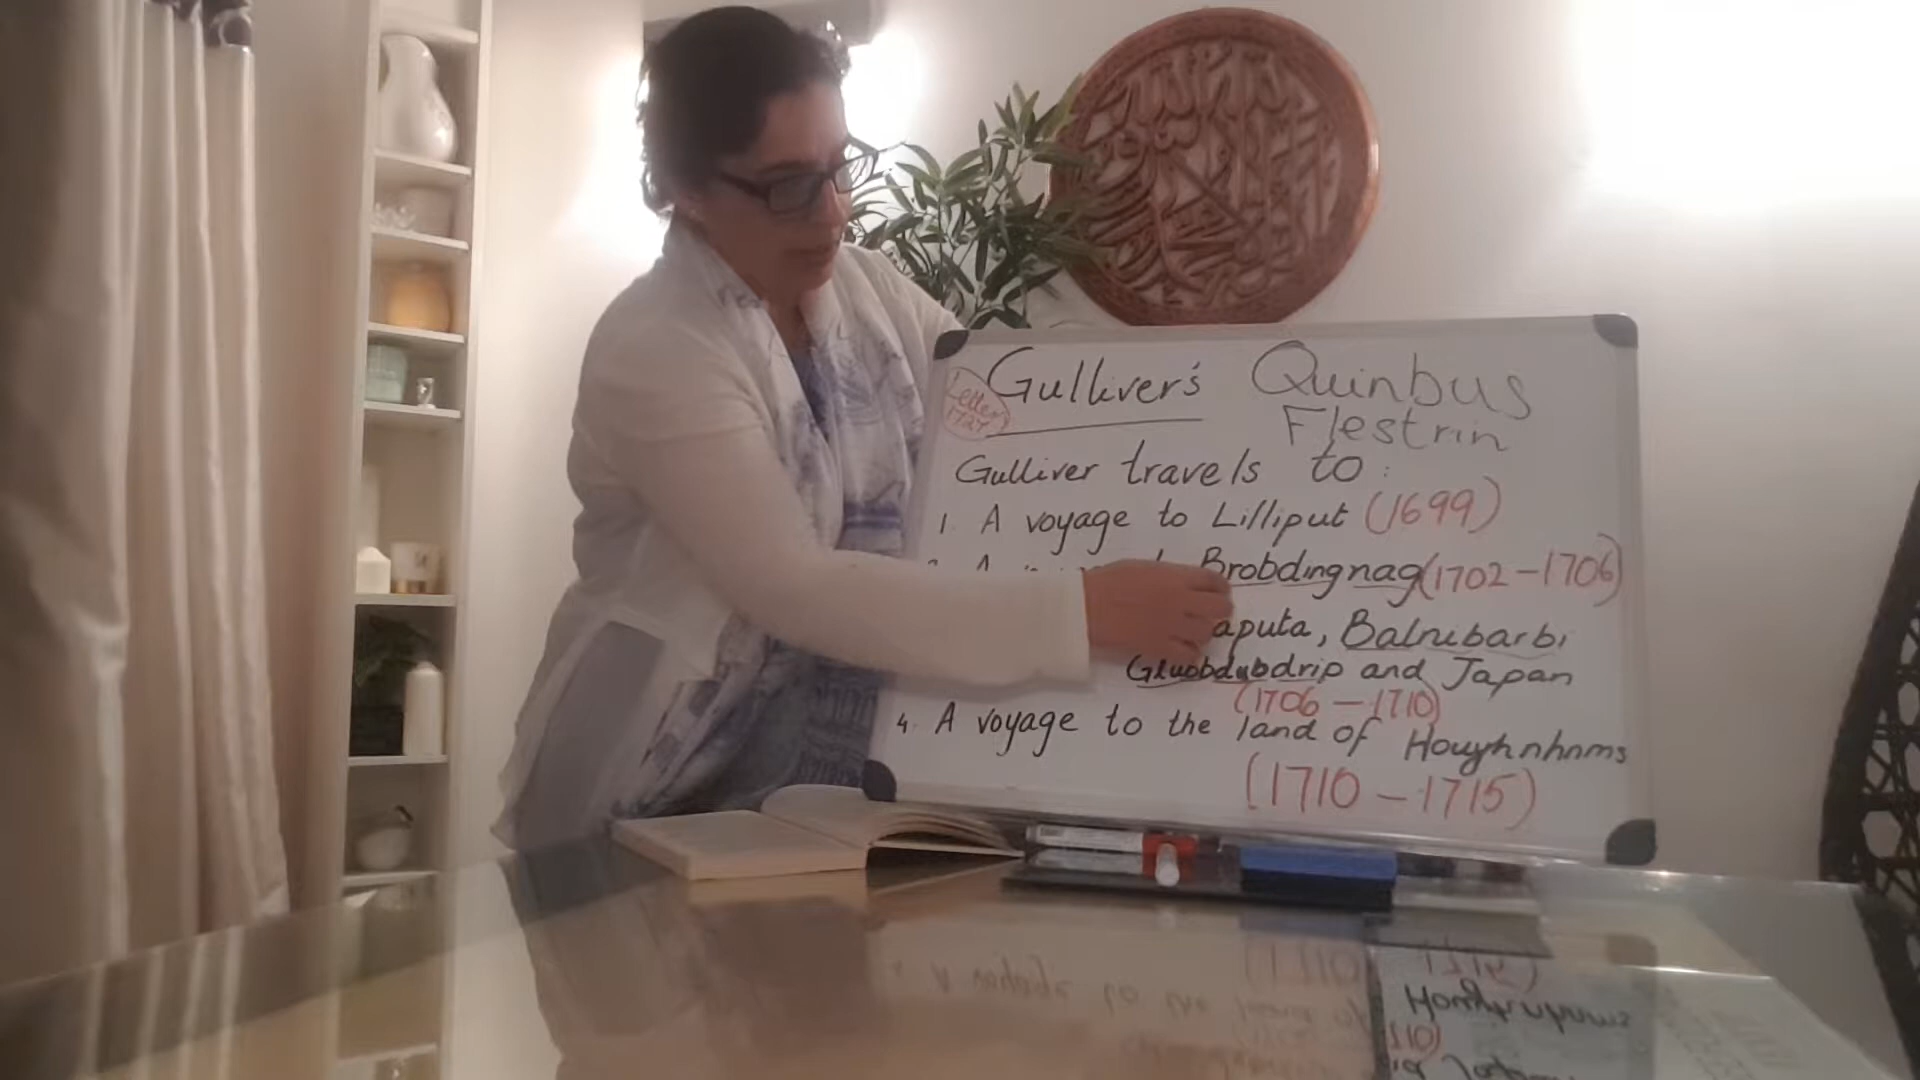 Letter
1727
Gulliver's Quinbus
Flestrin
Gulliver travels to:
1. A voyage to Lilliput (1699)
Brobdingnag (1702-1706)
aputa, Balnibarbi
Gluobdubdrip and Japan
(1706-1710)
4. A voyage to the land of Houyhnhnms
(1710-1715)